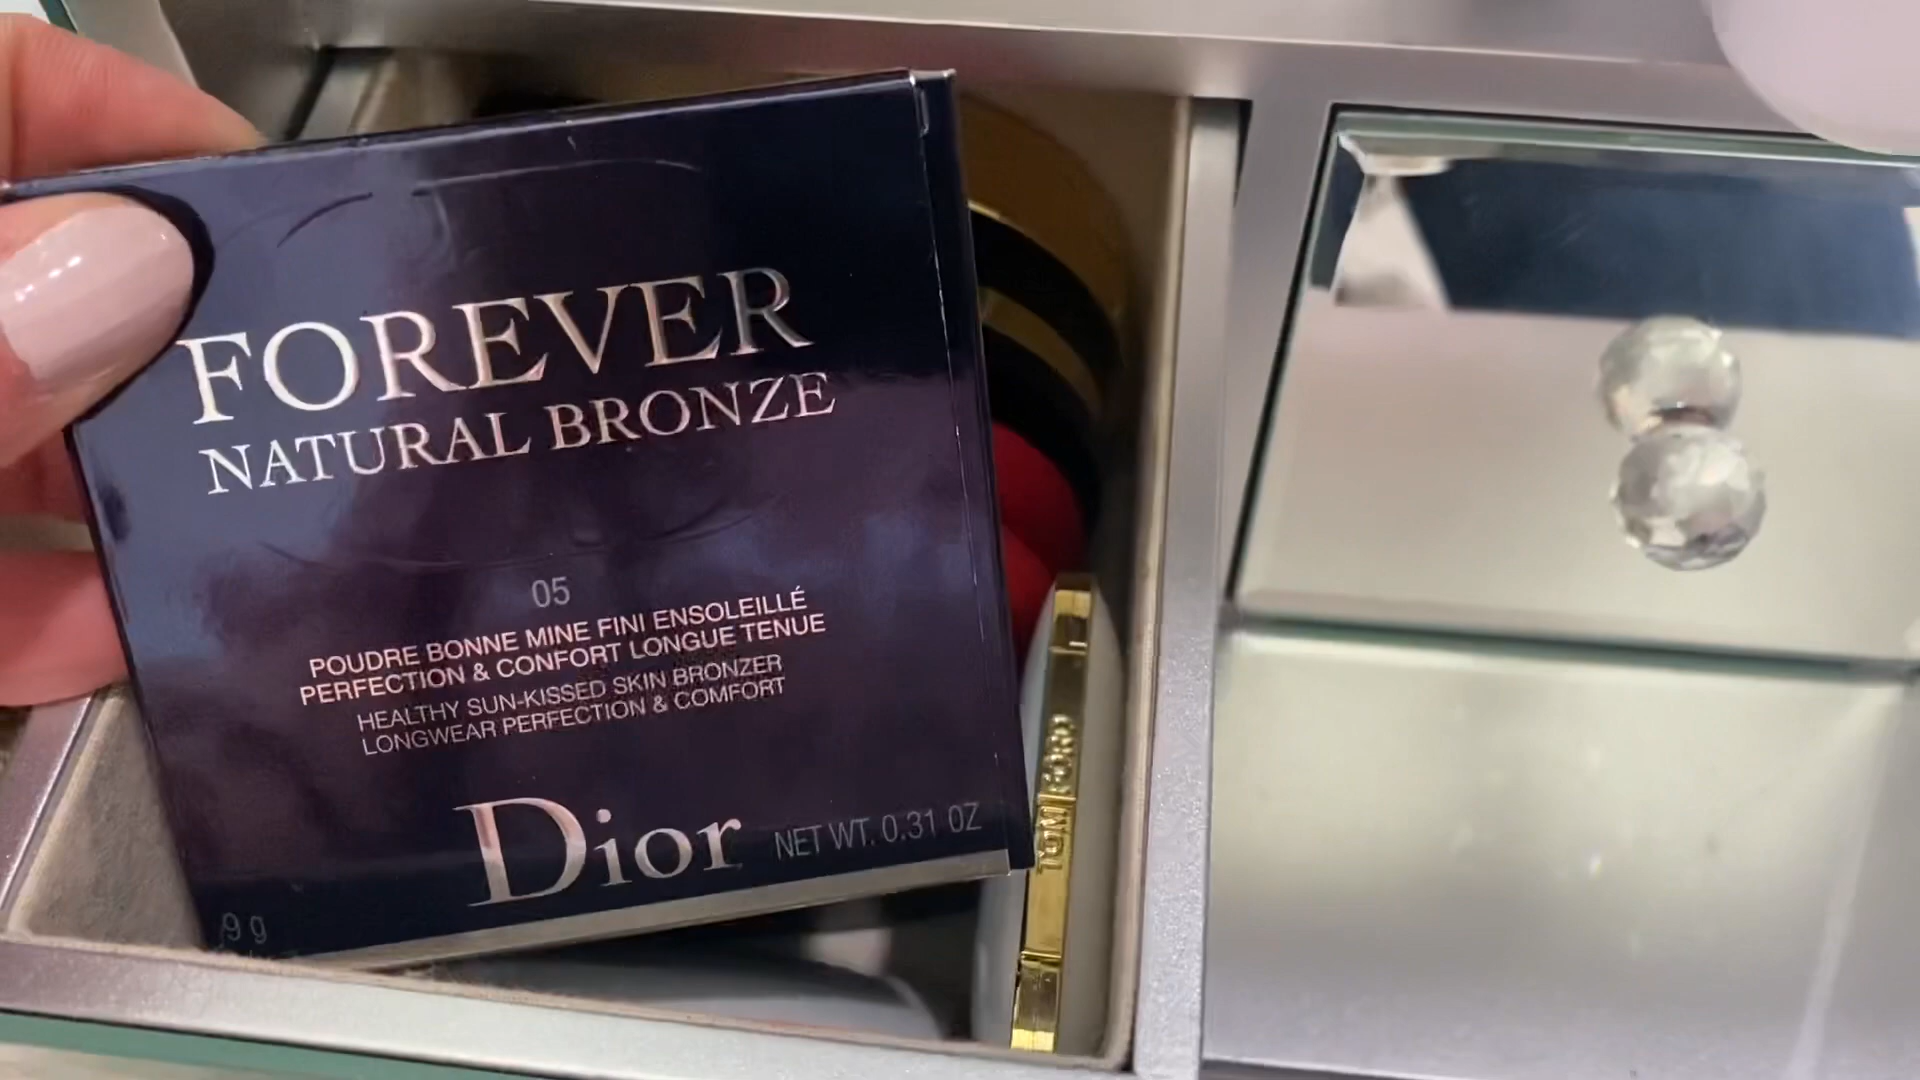 FOREVER
NATURAL BRONZE
05
POUDRE BONNE MINE FINI ENSOLEILLÉ
PERFECTION & CONFORT LONGUE TENUE
HEALTHY SUN-KISSED SKIN BRONZER
LONGWEAR PERFECTION & COMFORT
Dior
NET WT. 0.31 OZ
9 g
TOM FORD